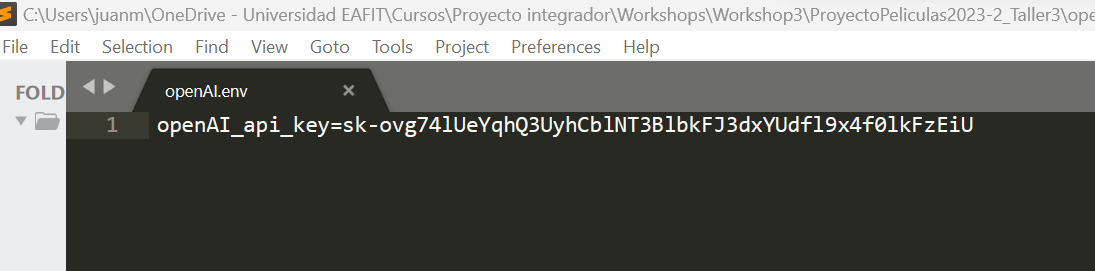 C:\Users\juanm\OneDrive - Universidad EAFIT\Cursos\Proyecto integrador\Workshops\Workshop3\ProyectoPeliculas2023-2_Taller3\ope
File Edit Selection Find View Goto Tools Project Preferences Help
FOLD
openAI.env
1 openAI_api_key=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